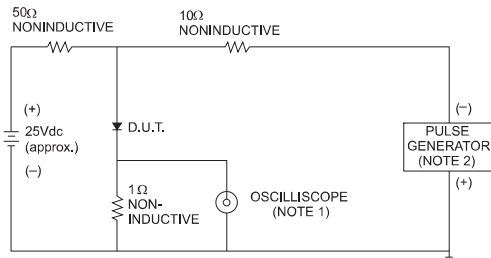 50Ω
NONINDUCTIVE
10Ω
NONINDUCTIVE
(+)
25Vdc
(approx.)
(–)
D.U.T.
1Ω
NON-
INDUCTIVE
OSCILLISCOPE
(NOTE 1)
(–)
PULSE
GENERATOR
(NOTE 2)
(+)